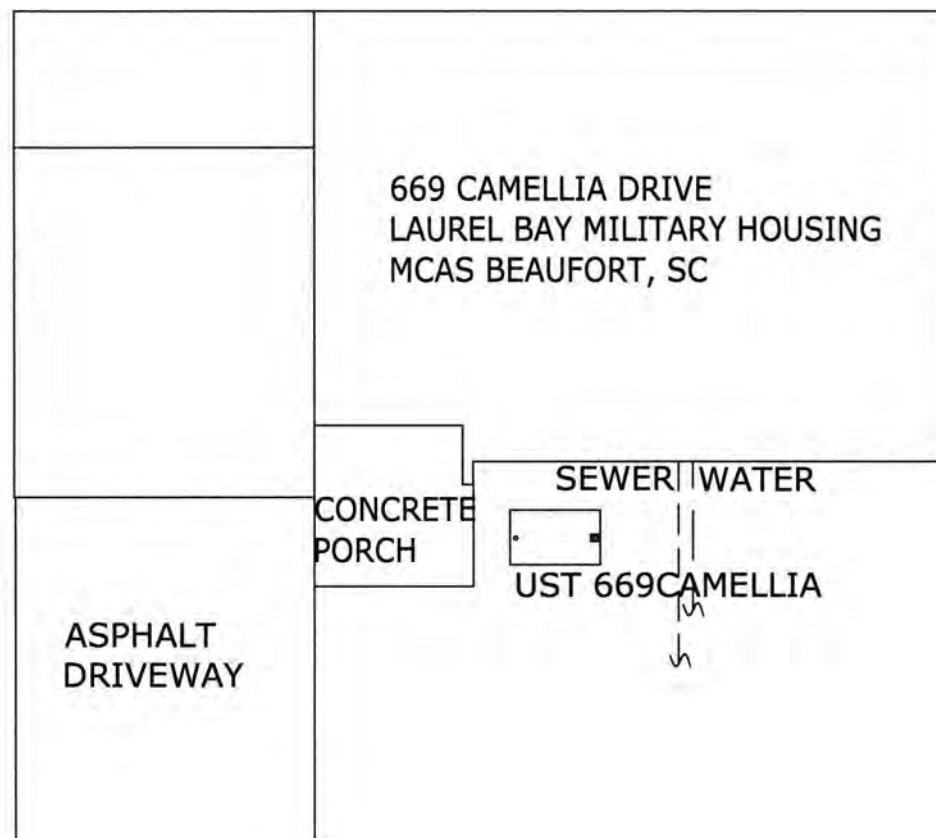 669 CAMELLIA DRIVE
LAUREL BAY MILITARY HOUSING
MCAS BEAUFORT, SC
SEWER WATER
CONCRETE
PORCH
UST 669CAMELLIA
ASPHALT
DRIVEWAY